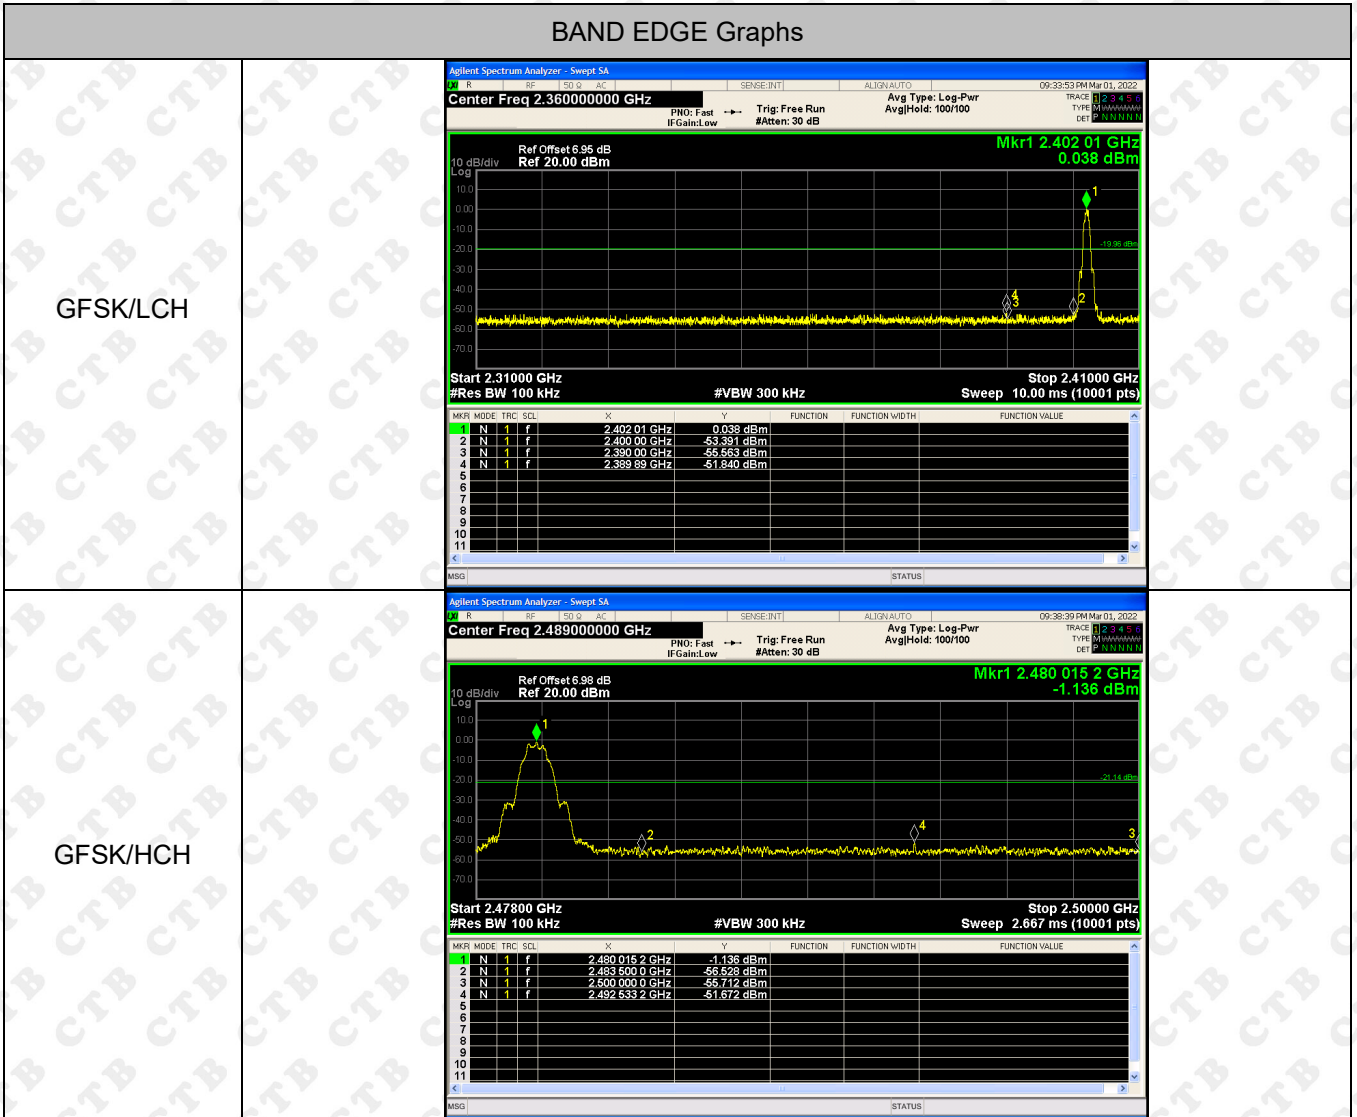 BAND EDGE Graphs
GFSK/LCH
Agilent Spectrum Analyzer - Swept SA
LXI R RF 50 Ω AC SENSE:INT ALIGNAUTO 09:33:53 PM Mar 01, 2022
Center Freq 2.360000000 GHz
PNO: Fast
IFGain:Low
Trig: Free Run
#Atten: 30 dB
Avg Type: Log-Pwr
Avg|Hold: 100/100
TRACE 1 2 3 4 5 6
TYPE M
DET P N N N N N
Mkr1 2.402 01 GHz
0.038 dBm
Ref Offset 6.95 dB
10 dB/div Ref 20.00 dBm
Log
10.0
0.00
-10.0
-20.0
-30.0
-40.0
-50.0
-60.0
-70.0
1
-19.96 dBm
4
3
2
Start 2.31000 GHz Stop 2.41000 GHz
#Res BW 100 kHz #VBW 300 kHz Sweep 10.00 ms (10001 pts)
MKR MODE TRC SCL X Y FUNCTION FUNCTION WIDTH FUNCTION VALUE
1 N 1 f 2.402 01 GHz 0.038 dBm
2 N 1 f 2.400 00 GHz -53.391 dBm
3 N 1 f 2.390 00 GHz -55.563 dBm
4 N 1 f 2.389 89 GHz -51.840 dBm
5
6
7
8
9
10
11
MSG STATUS
GFSK/HCH
Agilent Spectrum Analyzer - Swept SA
LXI R RF 50 Ω AC SENSE:INT ALIGNAUTO 09:38:39 PM Mar 01, 2022
Center Freq 2.489000000 GHz
PNO: Fast
IFGain:Low
Trig: Free Run
#Atten: 30 dB
Avg Type: Log-Pwr
Avg|Hold: 100/100
TRACE 1 2 3 4 5 6
TYPE M
DET P N N N N N
Mkr1 2.480 015 2 GHz
-1.136 dBm
Ref Offset 6.98 dB
10 dB/div Ref 20.00 dBm
Log
10.0
0.00
-10.0
-20.0
-30.0
-40.0
-50.0
-60.0
-70.0
1
-21.14 dBm
2
4
3
Start 2.47800 GHz Stop 2.50000 GHz
#Res BW 100 kHz #VBW 300 kHz Sweep 2.667 ms (10001 pts)
MKR MODE TRC SCL X Y FUNCTION FUNCTION WIDTH FUNCTION VALUE
1 N 1 f 2.480 015 2 GHz -1.136 dBm
2 N 1 f 2.483 500 0 GHz -56.528 dBm
3 N 1 f 2.500 000 0 GHz -55.712 dBm
4 N 1 f 2.492 533 2 GHz -51.672 dBm
5
6
7
8
9
10
11
MSG STATUS